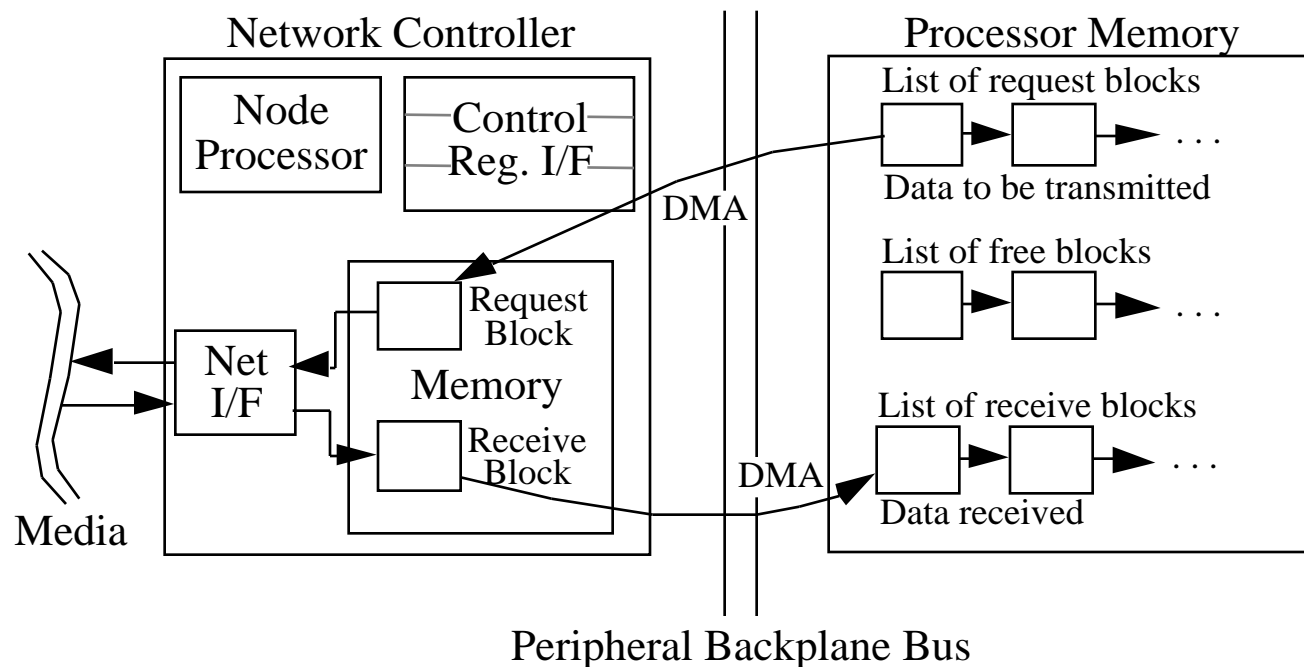 Network Controller
Processor Memory
Node
Processor
Control
Reg. I/F
List of request blocks
. . .
Data to be transmitted
DMA
List of free blocks
. . .
Request
Block
Net
I/F
Memory
Receive
Block
List of receive blocks
. . .
Data received
DMA
Media
Peripheral Backplane Bus